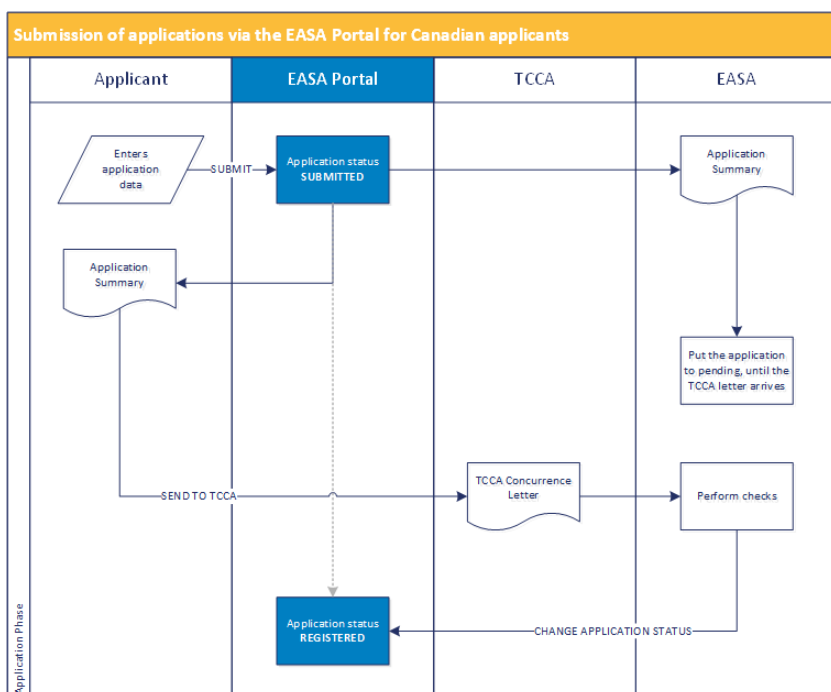 Submission of applications via the EASA Portal for Canadian applicants
Applicant
EASA Portal
TCCA
EASA
Enters
application
data
SUBMIT
Application status
SUBMITTED
Application
Summary
Application
Summary
Put the application
to pending, until the
TCCA letter arrives
SEND TO TCCA
TCCA Concurrence
Letter
Perform checks
Application status
REGISTERED
CHANGE APPLICATION STATUS
Application Phase